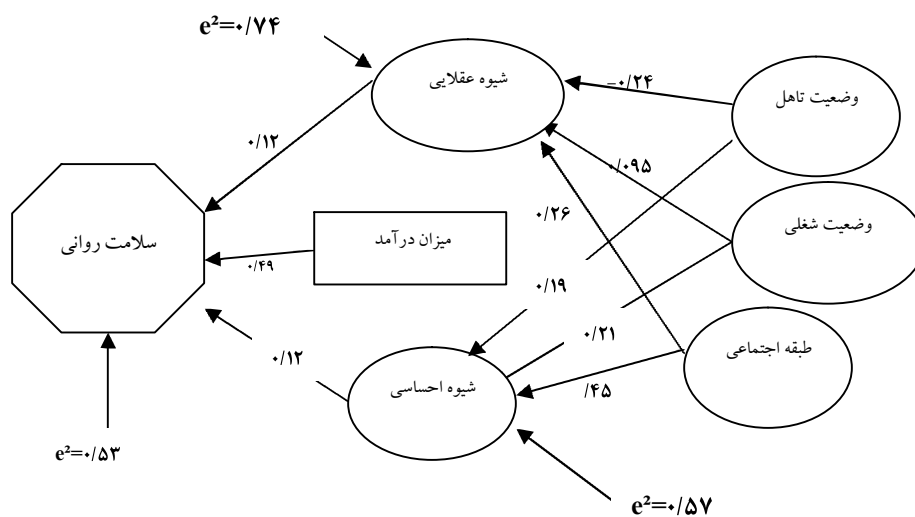 e²=۰/۷۴
شیوه عقلایی
-۰/۲۴
وضعیت تاهل
۰/۱۲
۰/۰۹۵
سلامت روانی
میزان درآمد
۰/۲۶
وضعیت شغلی
۰/۴۹
۰/۱۹
۰/۱۲
۰/۲۱
طبقه اجتماعی
شیوه احساسی
/۴۵
e²=۰/۵۳
e²=۰/۵۷